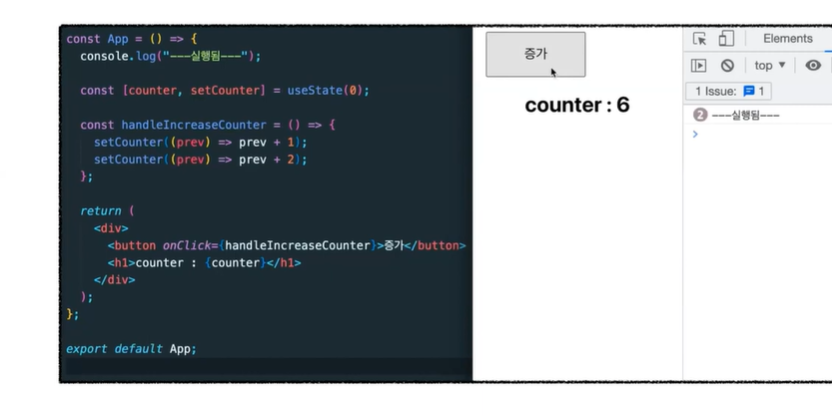 const App = () => {
console.log("———실행됨———");
const [counter, setCounter] = useState(0);
const handleIncreaseCounter = () => {
setCounter((prev) => prev + 1);
setCounter((prev) => prev + 2);
};
return (
<div>
<button onClick={handleIncreaseCounter}>증가</button>
<h1>counter : {counter}</h1>
</div>
);
};
export default App;
증가
counter : 6
Elements
top
1 Issue: 1
2 ———실행됨———